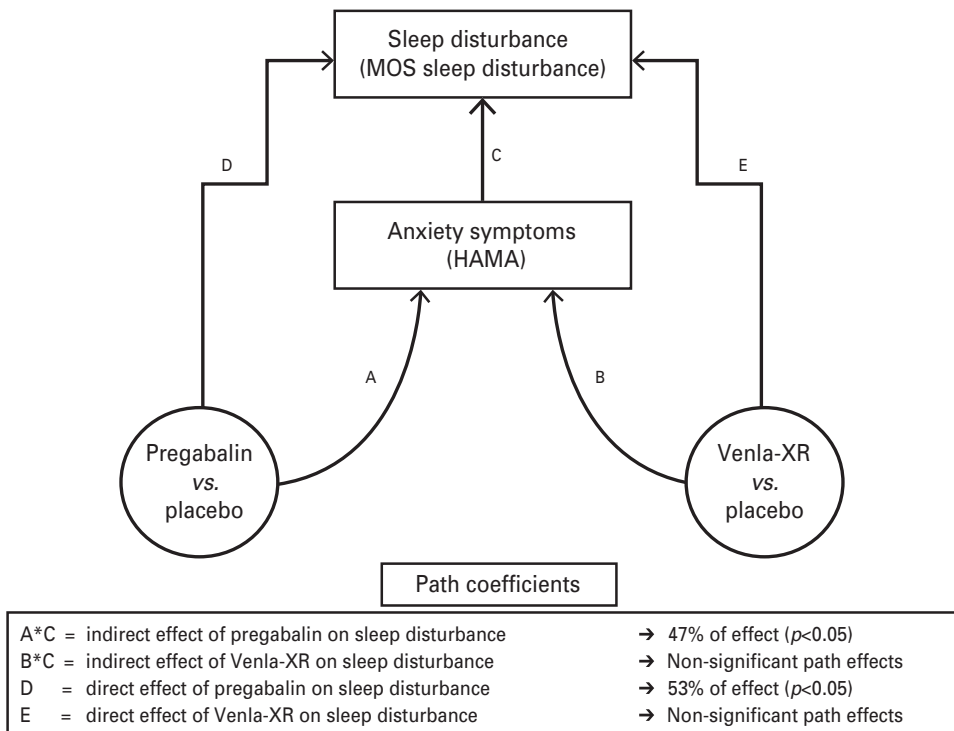 Sleep disturbance
(MOS sleep disturbance)
D
C
E
Anxiety symptoms
(HAMA)
A
B
Pregabalin
vs.
placebo
Venla-XR
vs.
placebo
Path coefficients
A*C = indirect effect of pregabalin on sleep disturbance → 47% of effect (p<0.05)
B*C = indirect effect of Venla-XR on sleep disturbance → Non-significant path effects
D = direct effect of pregabalin on sleep disturbance → 53% of effect (p<0.05)
E = direct effect of Venla-XR on sleep disturbance → Non-significant path effects